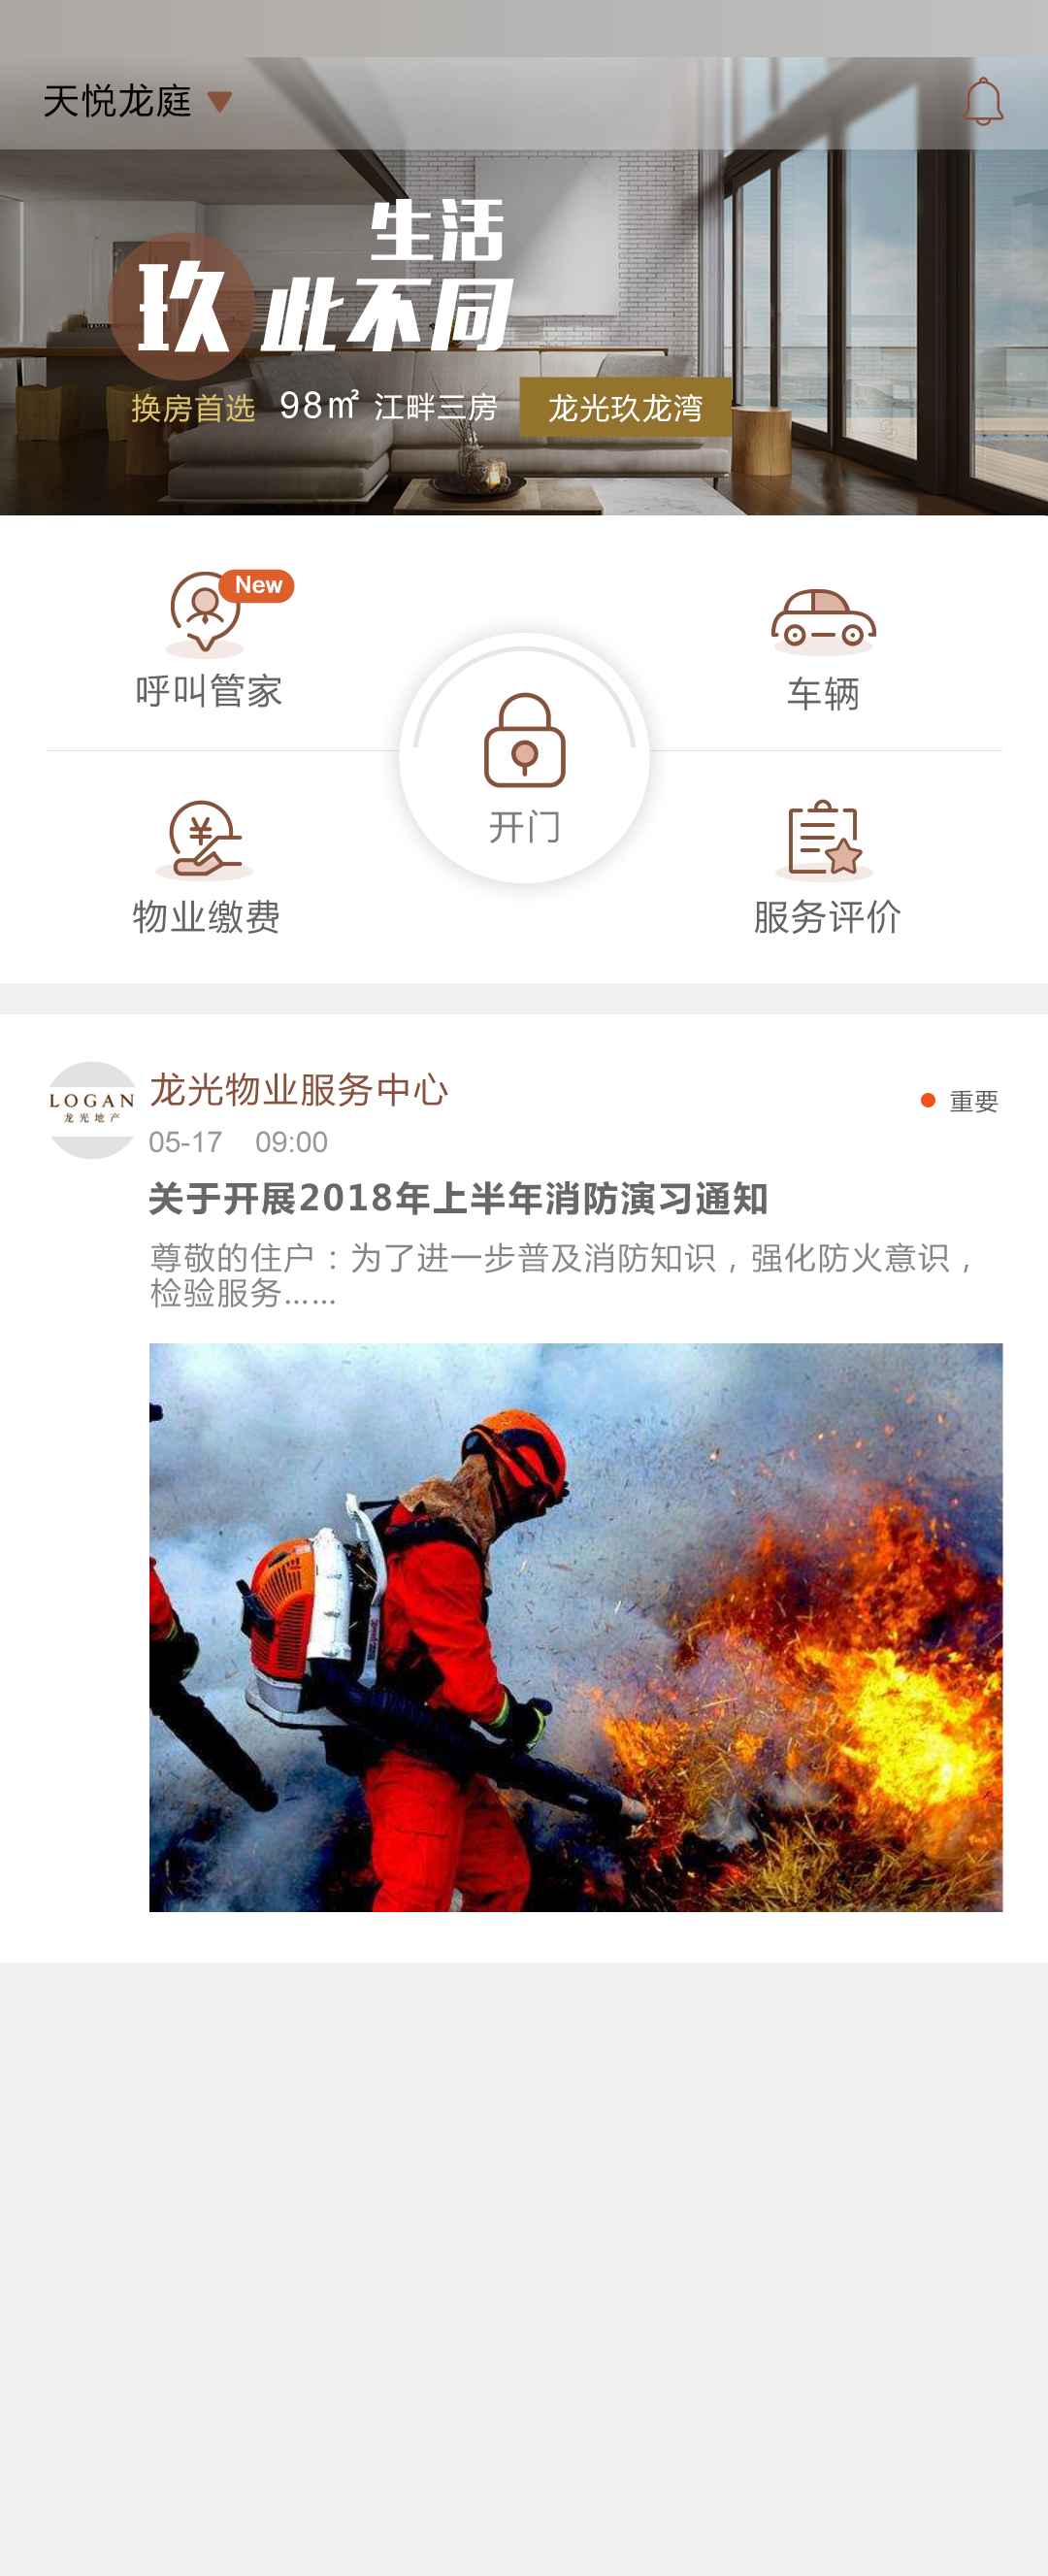 天悦龙庭
生活
玖此不同
换房首选 98㎡ 江畔三房 龙光玖龙湾
New
呼叫管家
车辆
开门
物业缴费
服务评价
LOGAN
龙光地产
龙光物业服务中心
重要
05-17 09:00
关于开展2018年上半年消防演习通知
尊敬的住户：为了进一步普及消防知识，强化防火意识，
检验服务……